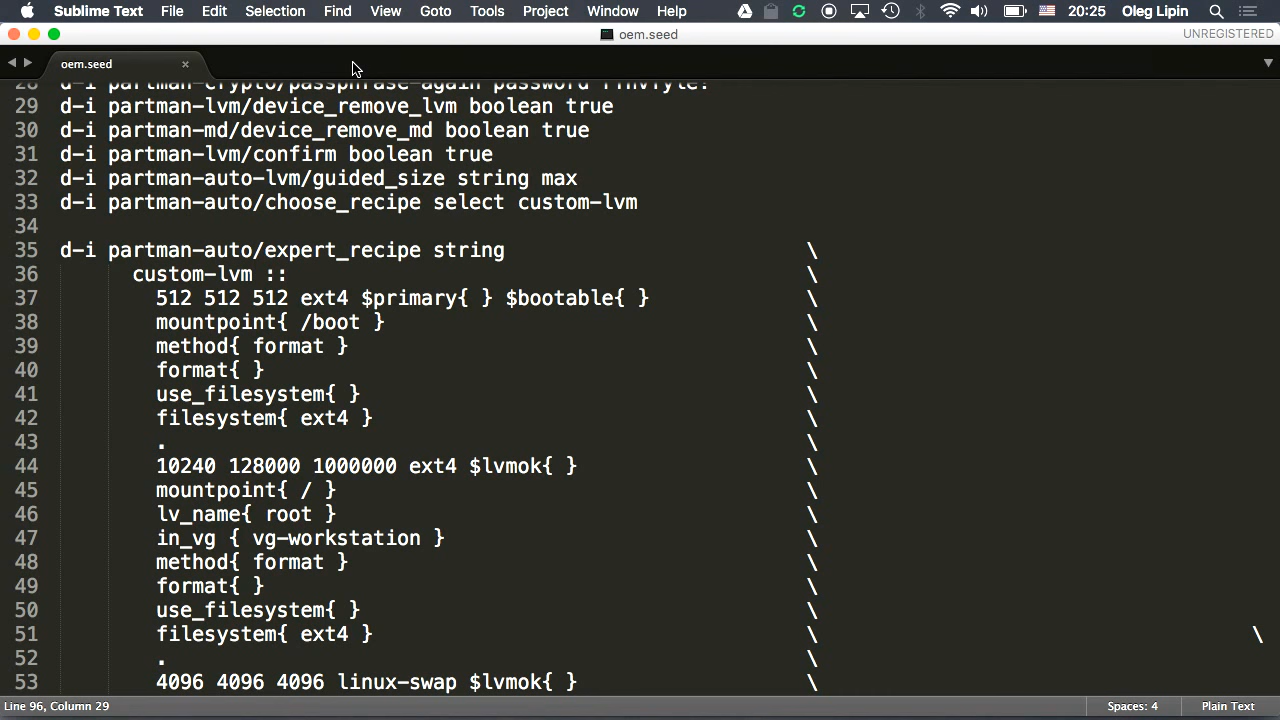 Sublime Text File Edit Selection Find View Goto Tools Project Window Help 20:25 Oleg Lipin
oem.seed UNREGISTERED
oem.seed ×
28 d-i partman-crypto/passphrase-again password
29 d-i partman-lvm/device_remove_lvm boolean true
30 d-i partman-md/device_remove_md boolean true
31 d-i partman-lvm/confirm boolean true
32 d-i partman-auto-lvm/guided_size string max
33 d-i partman-auto/choose_recipe select custom-lvm
34
35 d-i partman-auto/expert_recipe string \
36 custom-lvm :: \
37 512 512 512 ext4 $primary{ } $bootable{ } \
38 mountpoint{ /boot } \
39 method{ format } \
40 format{ } \
41 use_filesystem{ } \
42 filesystem{ ext4 } \
43 . \
44 10240 128000 1000000 ext4 $lvmok{ } \
45 mountpoint{ / } \
46 lv_name{ root } \
47 in_vg { vg-workstation } \
48 method{ format } \
49 format{ } \
50 use_filesystem{ } \
51 filesystem{ ext4 } \ \
52 . \
53 4096 4096 4096 linux-swap $lvmok{ } \
Line 96, Column 29 Spaces: 4 Plain Text